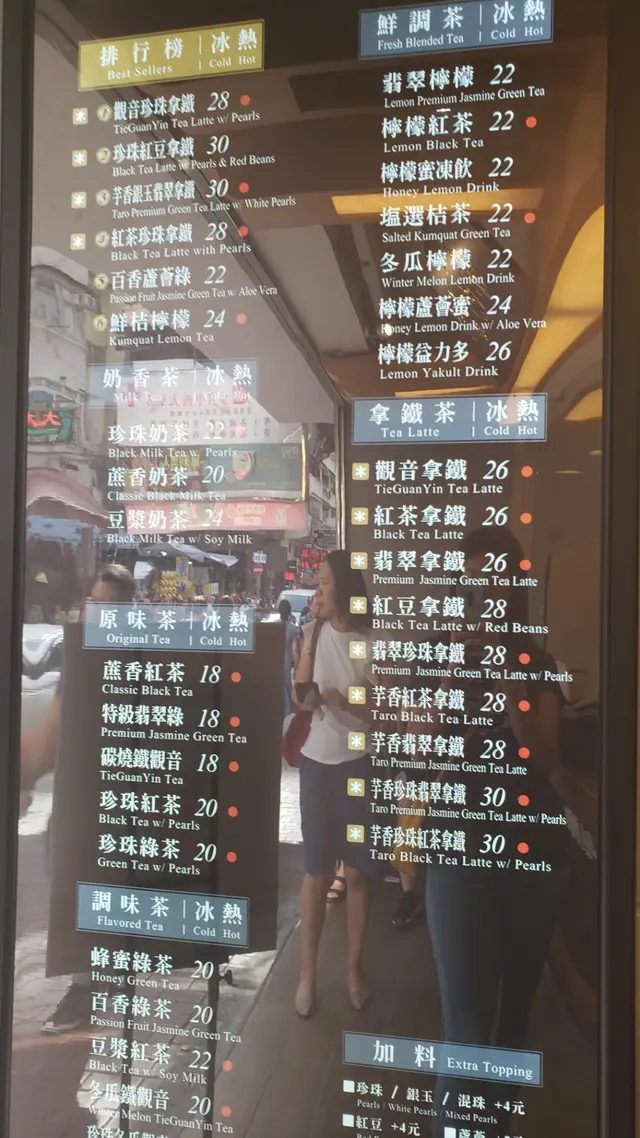 排行榜 | 冰 熱
Best Sellers | Cold Hot
1 觀音珍珠拿鐵 28
TieGuanYin Tea Latte w/ Pearls
2 珍珠紅豆拿鐵 30
Black Tea Latte w/ Pearls & Red Beans
3 芋香銀玉翡翠拿鐵 30
Taro Premium Green Tea Latte w/ White Pearls
4 紅茶珍珠拿鐵 28
Black Tea Latte with Pearls
5 百香蘆薈綠 22
Passion Fruit Jasmine Green Tea w/ Aloe Vera
6 鮮桔檸檬 24
Kumquat Lemon Tea
奶香茶 | 冰 熱
Milk Tea | Cold Hot
珍珠奶茶 22
Black Milk Tea w/ Pearls
蔗香奶茶 20
Classic Black Milk Tea
豆漿奶茶 24
Black Milk Tea w/ Soy Milk
原味茶 | 冰 熱
Original Tea | Cold Hot
蔗香紅茶 18
Classic Black Tea
特級翡翠綠 18
Premium Jasmine Green Tea
碳燒鐵觀音 18
TieGuanYin Tea
珍珠紅茶 20
Black Tea w/ Pearls
珍珠綠茶 20
Green Tea w/ Pearls
調味茶 | 冰 熱
Flavored Tea | Cold Hot
蜂蜜綠茶 20
Honey Green Tea
百香綠茶 20
Passion Fruit Jasmine Green Tea
豆漿紅茶 22
Black Tea w/ Soy Milk
冬瓜鐵觀音 20
Winter Melon TieGuanYin Tea
鮮調茶 | 冰 熱
Fresh Blended Tea | Cold Hot
翡翠檸檬 22
Lemon Premium Jasmine Green Tea
檸檬紅茶 22
Lemon Black Tea
檸檬蜜凍飲 22
Honey Lemon Drink
塩選桔茶 22
Salted Kumquat Green Tea
冬瓜檸檬 22
Winter Melon Lemon Drink
檸檬蘆薈蜜 24
Honey Lemon Drink w/ Aloe Vera
檸檬益力多 26
Lemon Yakult Drink
拿鐵茶 | 冰 熱
Tea Latte | Cold Hot
觀音拿鐵 26
TieGuanYin Tea Latte
紅茶拿鐵 26
Black Tea Latte
翡翠拿鐵 26
Premium Jasmine Green Tea Latte
紅豆拿鐵 28
Black Tea Latte w/ Red Beans
翡翠珍珠拿鐵 28
Premium Jasmine Green Tea Latte w/ Pearls
芋香紅茶拿鐵 28
Taro Black Tea Latte
芋香翡翠拿鐵 28
Taro Premium Jasmine Green Tea Latte
芋香珍珠翡翠拿鐵 30
Taro Premium Jasmine Green Tea Latte w/ Pearls
芋香珍珠紅茶拿鐵 30
Taro Black Tea Latte w/ Pearls
加料 Extra Topping
珍珠 / 銀玉 / 混珠 +4元
Pearls / White Pearls / Mixed Pearls
紅豆 +4元